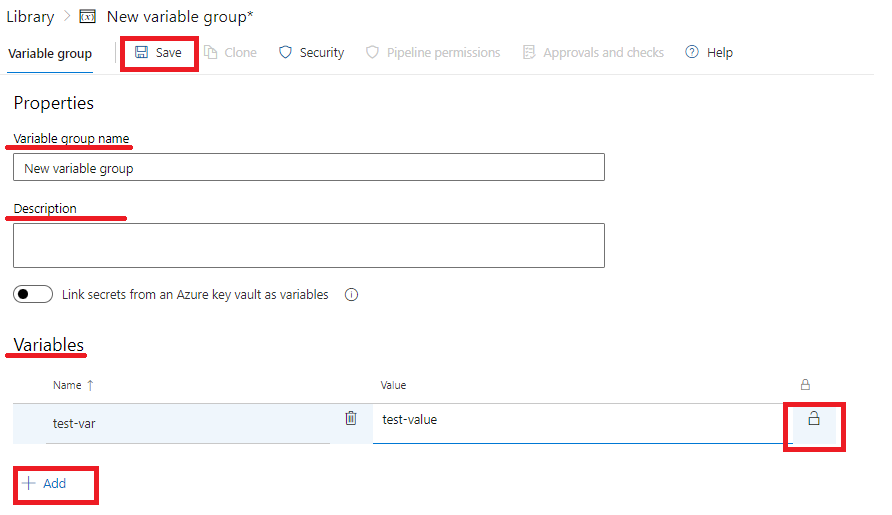 Library > (x) New variable group*
Variable group Save Clone Security Pipeline permissions Approvals and checks Help
Properties
Variable group name
New variable group
Description
Link secrets from an Azure key vault as variables
Variables
Name ↑ Value
test-var test-value
+ Add